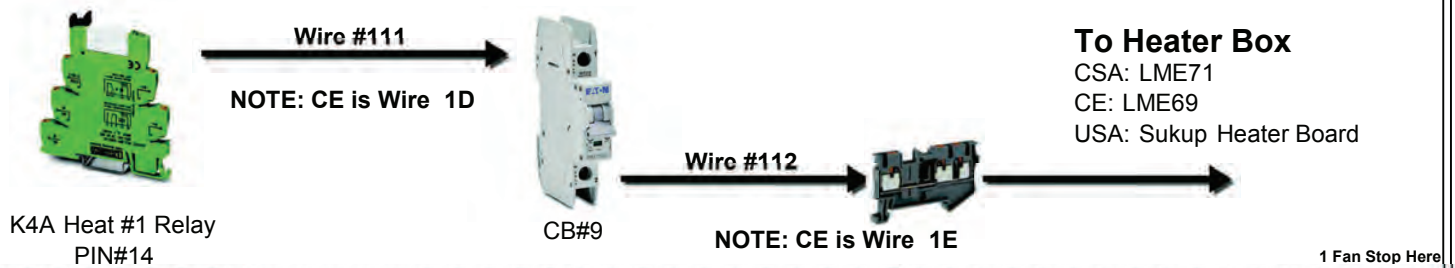 Wire #111
NOTE: CE is Wire 1D
K4A Heat #1 Relay
PIN#14
CE
E·T·N
CB#9
Wire #112
NOTE: CE is Wire 1E
To Heater Box
CSA: LME71
CE: LME69
USA: Sukup Heater Board
1 Fan Stop Here